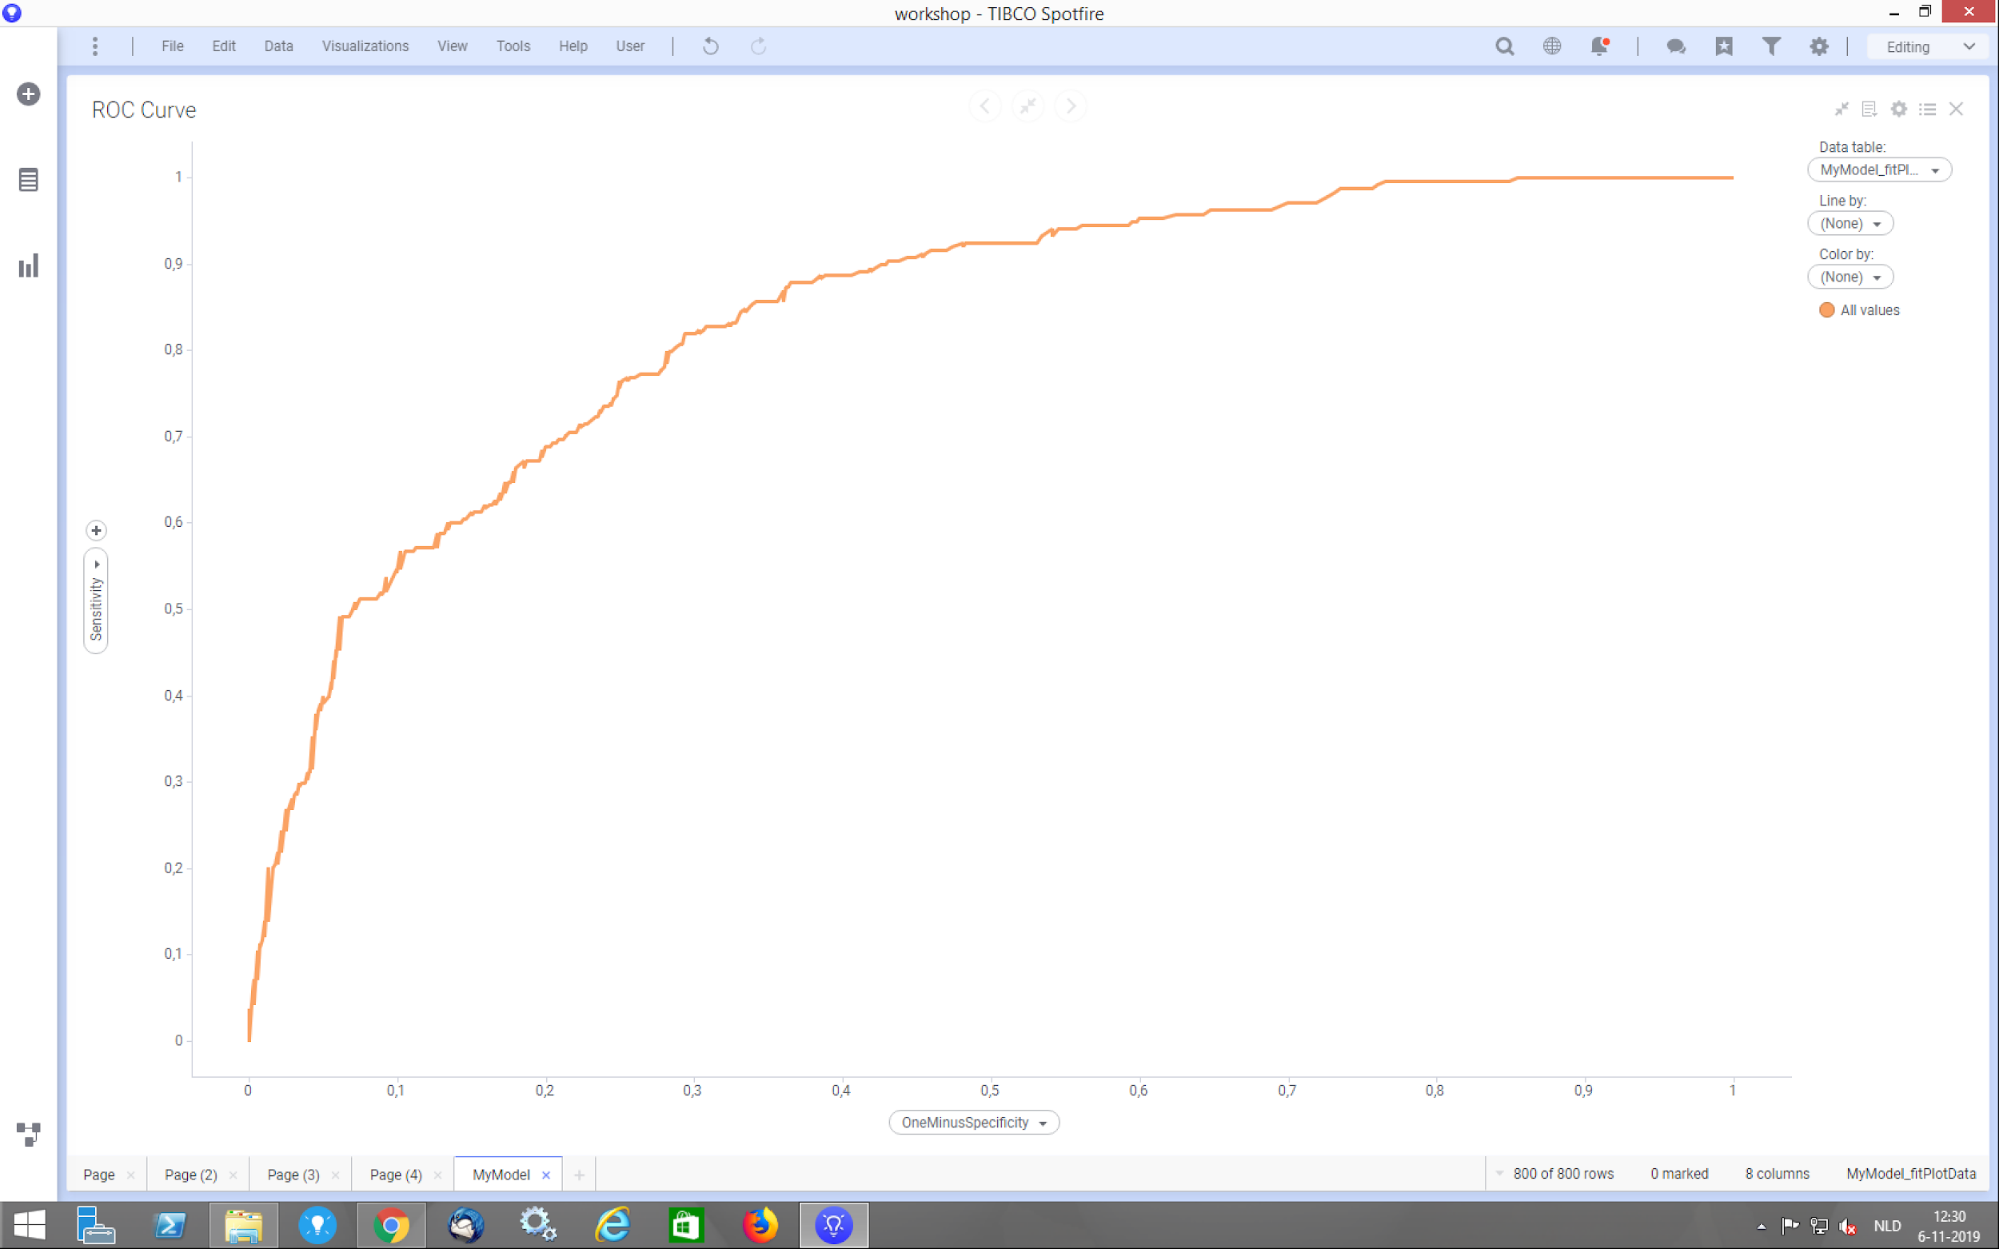 workshop - TIBCO Spotfire
File Edit Data Visualizations View Tools Help User Editing
ROC Curve
Data table:
MyModel_fitPl...
Line by:
(None)
Color by:
(None)
All values
1
0,9
0,8
0,7
0,6
0,5
0,4
0,3
0,2
0,1
0
Sensitivity
0 0,1 0,2 0,3 0,4 0,5 0,6 0,7 0,8 0,9 1
OneMinusSpecificity
Page Page (2) Page (3) Page (4) MyModel 800 of 800 rows 0 marked 8 columns MyModel_fitPlotData
NLD
12:30
6-11-2019